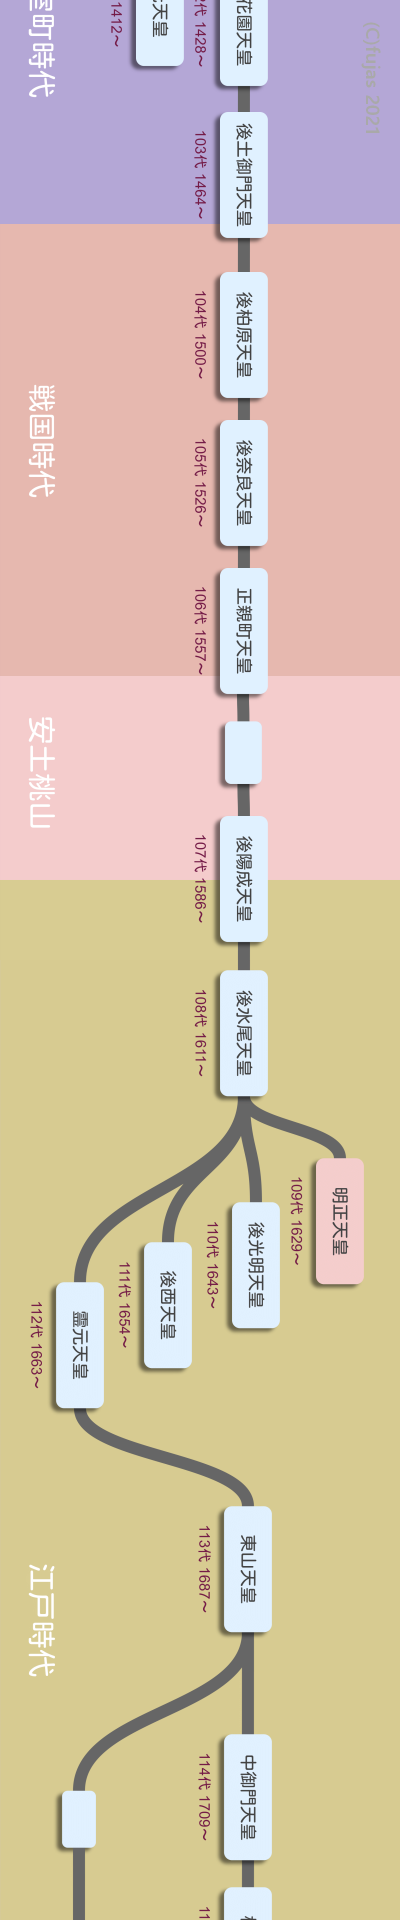 室町時代
1412〜
元天皇
2代 1428〜
花園天皇
(C)fujas 2021
後土御門天皇
103代 1464〜
戦国時代
後柏原天皇
104代 1500〜
後奈良天皇
105代 1526〜
正親町天皇
106代 1557〜
安土桃山
後陽成天皇
107代 1586〜
後水尾天皇
108代 1611〜
明正天皇
109代 1629〜
後光明天皇
110代 1643〜
後西天皇
111代 1654〜
霊元天皇
112代 1663〜
江戸時代
東山天皇
113代 1687〜
中御門天皇
114代 1709〜
11